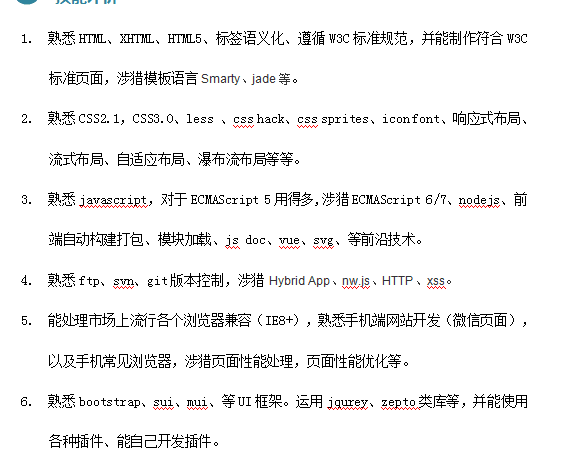 1. 熟悉 HTML、XHTML、HTML5、标签语义化、遵循 W3C 标准规范，并能制作符合 W3C
标准页面，涉猎模板语言 Smarty、jade 等。
2. 熟悉 CSS2.1，CSS3.0、less 、css hack、css sprites、iconfont、响应式布局、
流式布局、自适应布局、瀑布流布局等等。
3. 熟悉 javascript，对于 ECMAScript 5 用得多,涉猎 ECMAScript 6/7、nodejs、前
端自动构建打包、模块加载、js doc、vue、svg、等前沿技术。
4. 熟悉 ftp、svn、git 版本控制，涉猎 Hybrid App、nw.js、HTTP、xss。
5. 能处理市场上流行各个浏览器兼容（IE8+），熟悉手机端网站开发（微信页面），
以及手机常见浏览器，涉猎页面性能处理，页面性能优化等。
6. 熟悉 bootstrap、sui、mui、等 UI 框架。运用 jqurey、zepto 类库等，并能使用
各种插件、能自己开发插件。